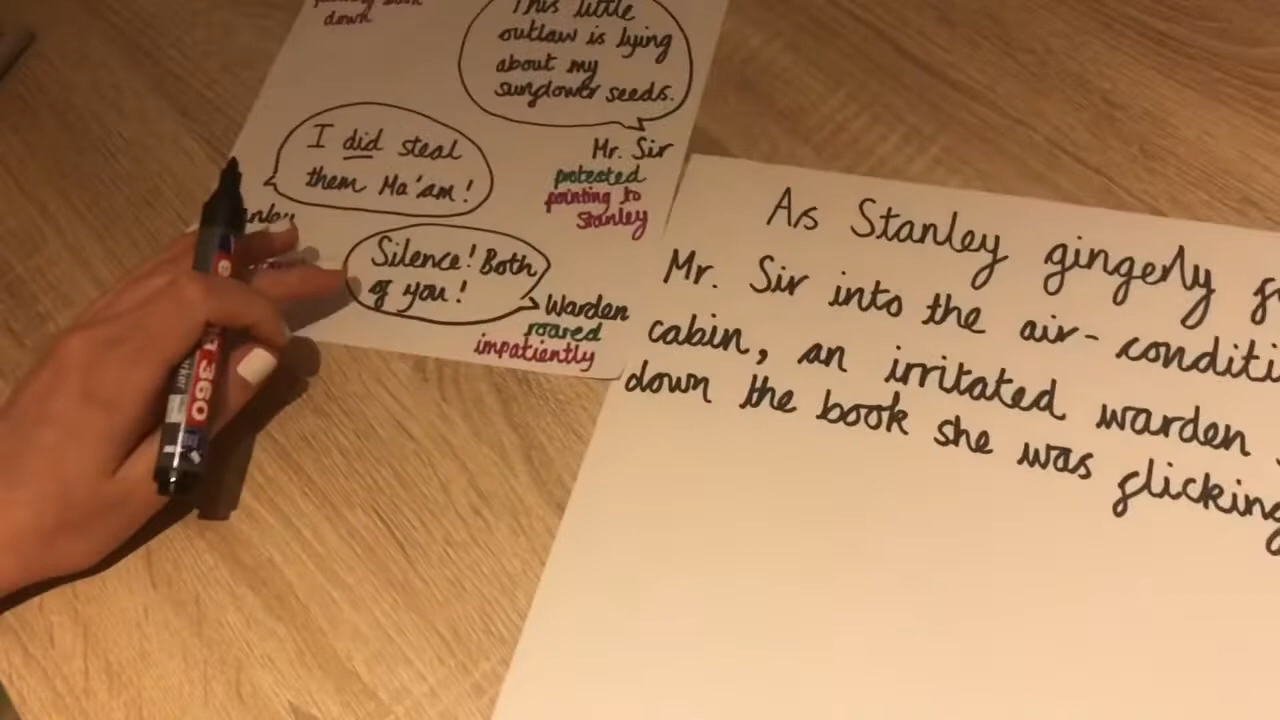 down
This little
outlaw is lying
about my
sunflower seeds.
Mr. Sir
protested
pointing to
Stanley
I did steal
them Ma'am!
Silence! Both
of you!
Warden
roared
impatiently
360
As Stanley gingerly
Mr. Sir into the air-
cabin, an irritated warden
down the book she was flicking